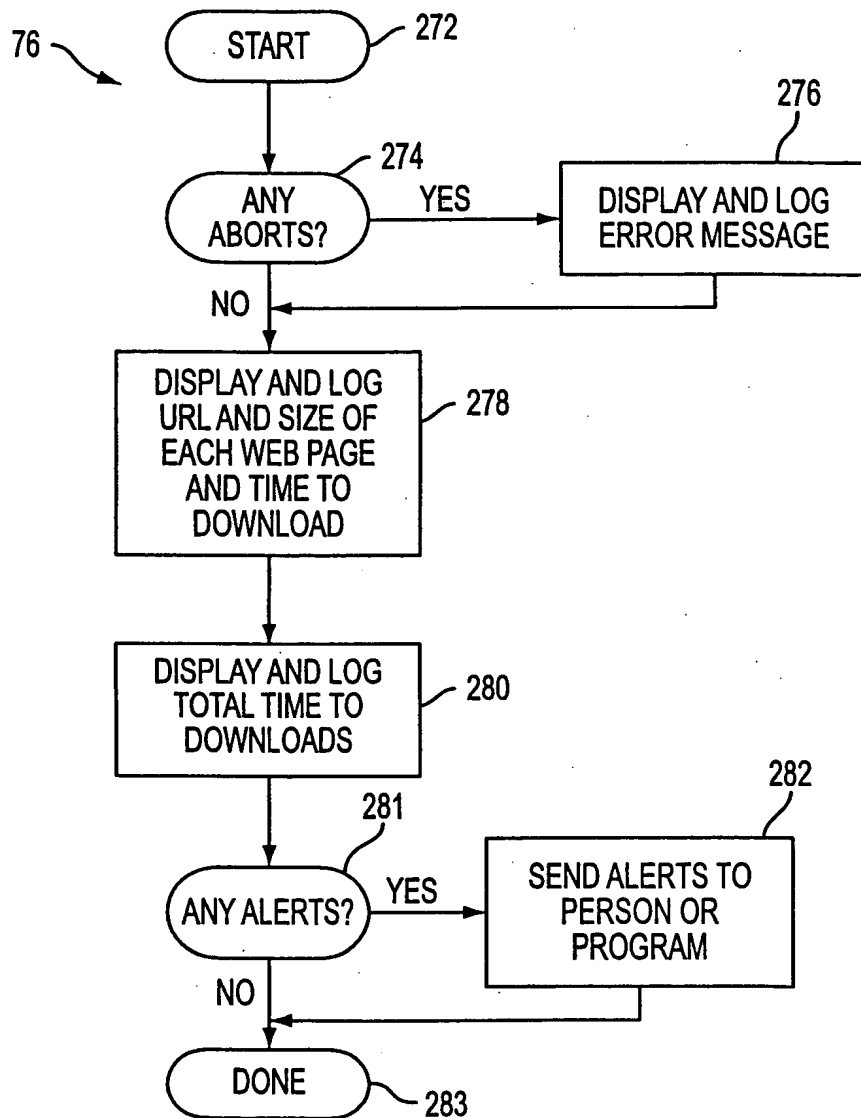 START
272
76
274
276
ANY
ABORTS?
YES
DISPLAY AND LOG
ERROR MESSAGE
NO
DISPLAY AND LOG
URL AND SIZE OF
EACH WEB PAGE
AND TIME TO
DOWNLOAD
278
DISPLAY AND LOG
TOTAL TIME TO
DOWNLOADS
280
281
282
ANY ALERTS?
YES
SEND ALERTS TO
PERSON OR
PROGRAM
NO
DONE
283